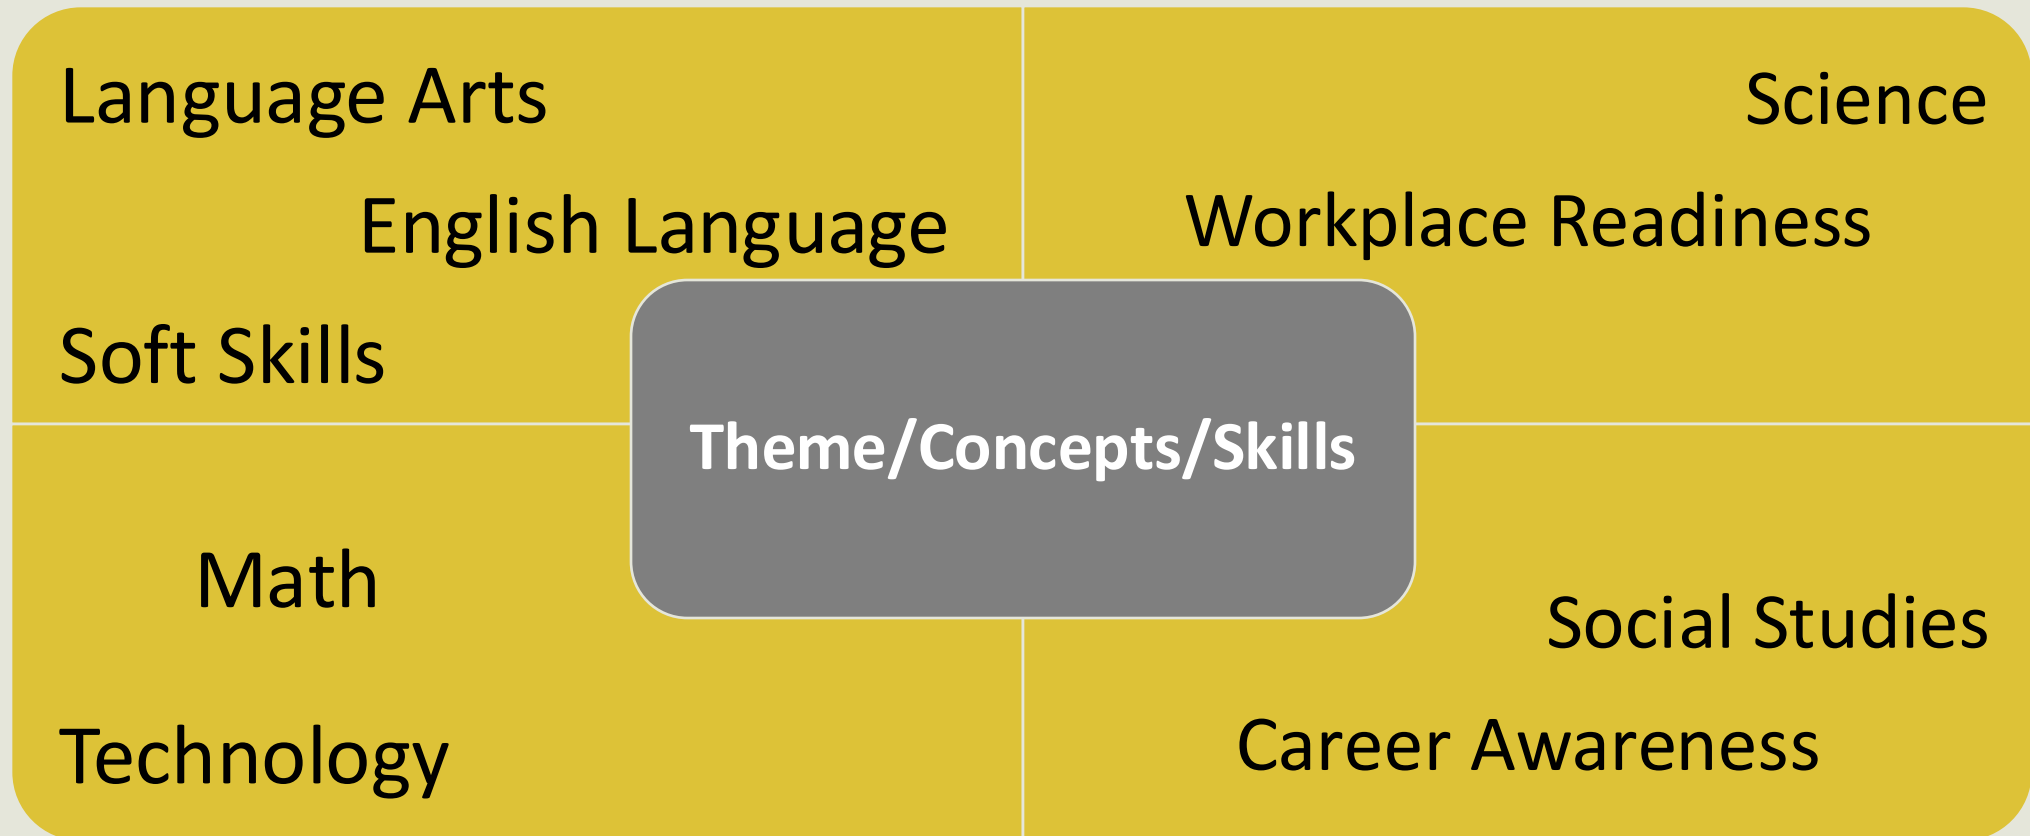 Language Arts
English Language
Soft Skills
Science
Workplace Readiness
Theme/Concepts/Skills
Math
Technology
Social Studies
Career Awareness